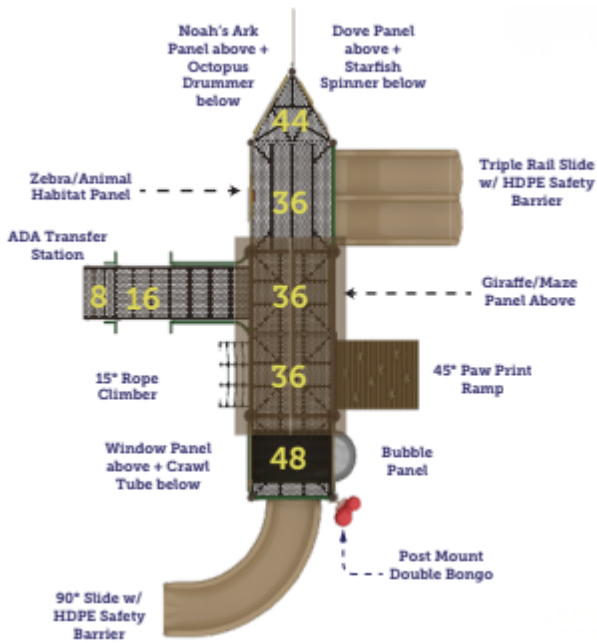 Noah's Ark
Panel above +
Octopus
Drummer
below
Dove Panel
above +
Starfish
Spinner below
44
Zebra/Animal
Habitat Panel
36
Triple Rail Slide
w/ HDPE Safety
Barrier
ADA Transfer
Station
8
16
36
Giraffe/Maze
Panel Above
15" Rope
Climber
36
45" Paw Print
Ramp
Window Panel
above + Crawl
Tube below
48
Bubble
Panel
Post Mount
Double Bongo
90° Slide w/
HDPE Safety
Barrier